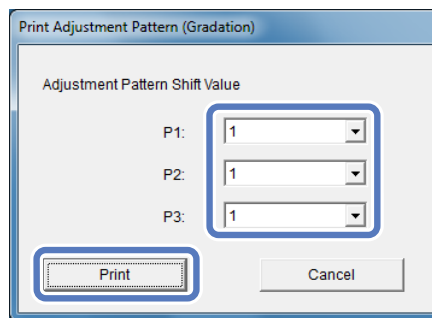 Print Adjustment Pattern (Gradation)
Adjustment Pattern Shift Value
P1: 1
P2: 1
P3: 1
Print Cancel